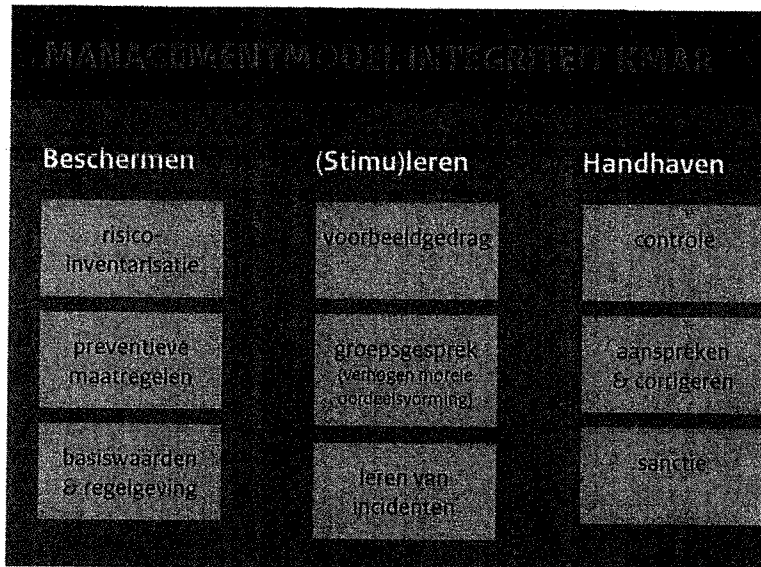 MANAGEMENTMODEL INTEGRITEIT KMAR
Beschermen
risico-
inventarisatie
preventieve
maatregelen
basiswaarden
& regelgeving
(Stimu)leren
voorbeeldgedrag
groepsgesprek
(verhogen morele
oordeelsvorming)
leren van
incidenten
Handhaven
controle
aanspreken
& corrigeren
sanctie